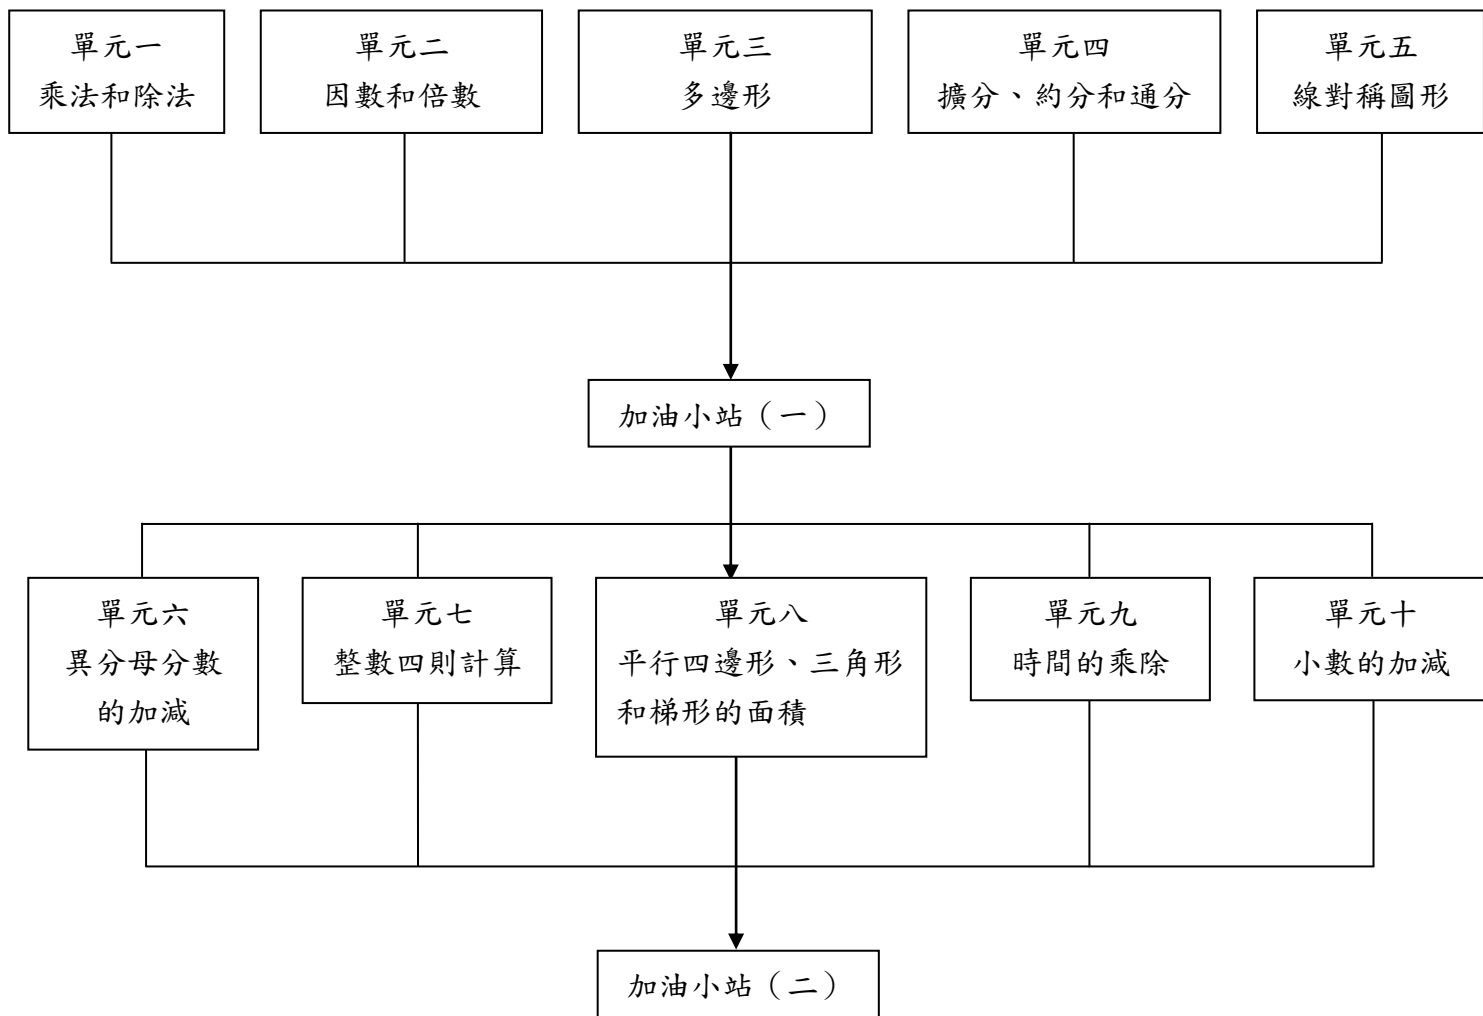 單元一
乘法和除法
單元二
因數和倍數
單元三
多邊形
單元四
擴分、約分和通分
單元五
線對稱圖形
加油小站（一）
單元六
異分母分數
的加減
單元七
整數四則計算
單元八
平行四邊形、三角形
和梯形的面積
單元九
時間的乘除
單元十
小數的加減
加油小站（二）